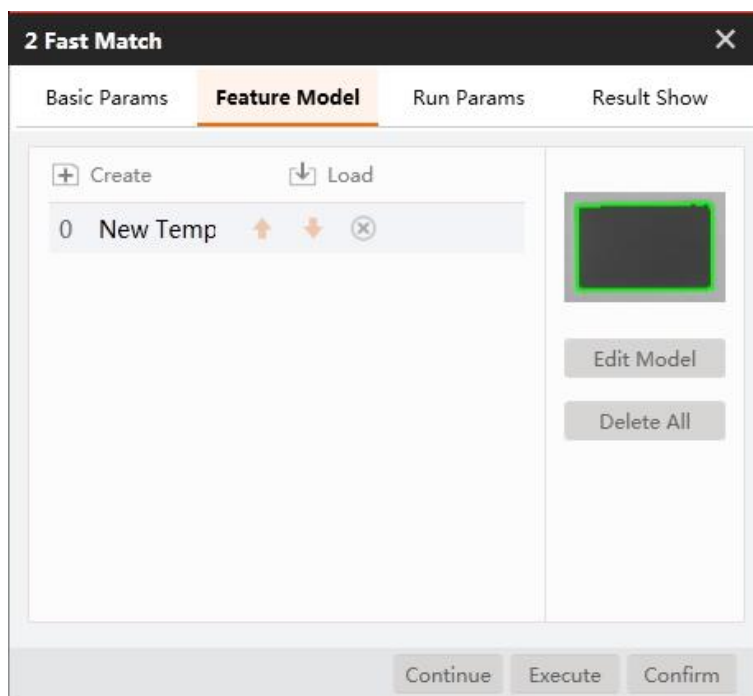 2 Fast Match
Basic Params Feature Model Run Params Result Show
Create Load
0 New Temp
Edit Model
Delete All
Continue Execute Confirm